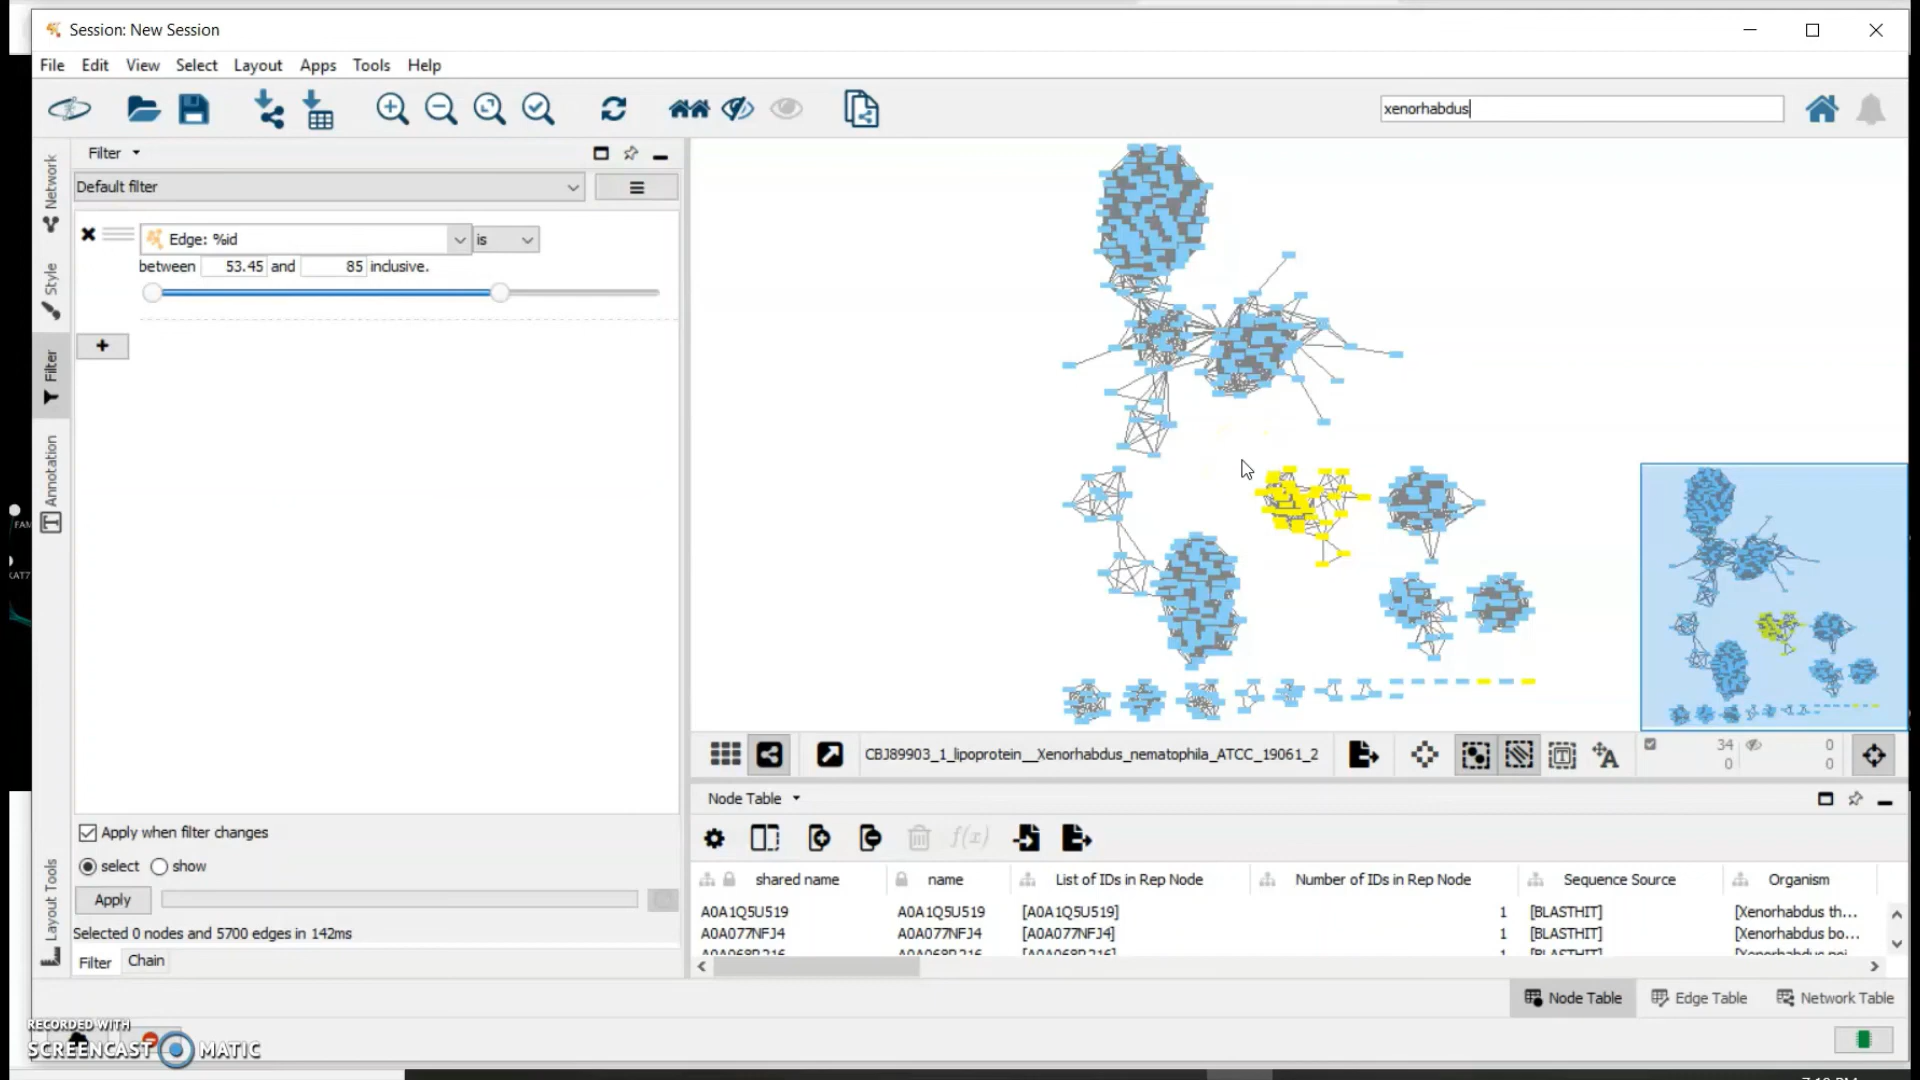 Session: New Session
File Edit View Select Layout Apps Tools Help
xenorhabdus
Network
Style
Filter
Annotation
Layout Tools
Filter
Default filter
Edge: %id
is
between 53.45 and 85 inclusive.
+
Apply when filter changes
select show
Apply
Selected 0 nodes and 5700 edges in 142ms
Filter Chain
CBJ89903_1_lipoprotein__Xenorhabdus_nematophila_ATCC_19061_2
34 0
0 0
Node Table
f(x)
shared name name List of IDs in Rep Node Number of IDs in Rep Node Sequence Source Organism
A0A1Q5U519 A0A1Q5U519 [A0A1Q5U519] 1 [BLASTHIT] [Xenorhabdus th...
A0A077NFJ4 A0A077NFJ4 [A0A077NFJ4] 1 [BLASTHIT] [Xenorhabdus bo...
Node Table Edge Table Network Table
RECORDED WITH
SCREENCAST MATIC